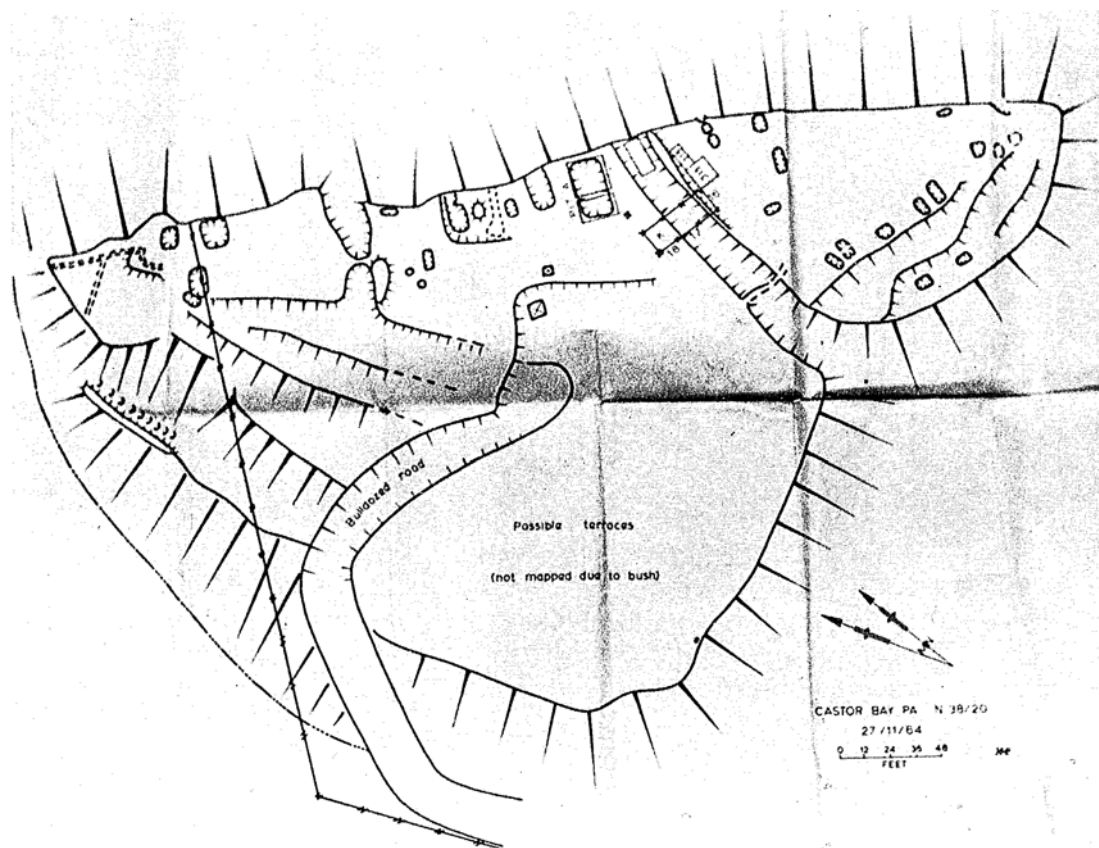 Bulldozed road
Possible terraces
(not mapped due to bush)
CASTOR BAY PA N 38/20
27/11/64
0 12 24 36 48
FEET